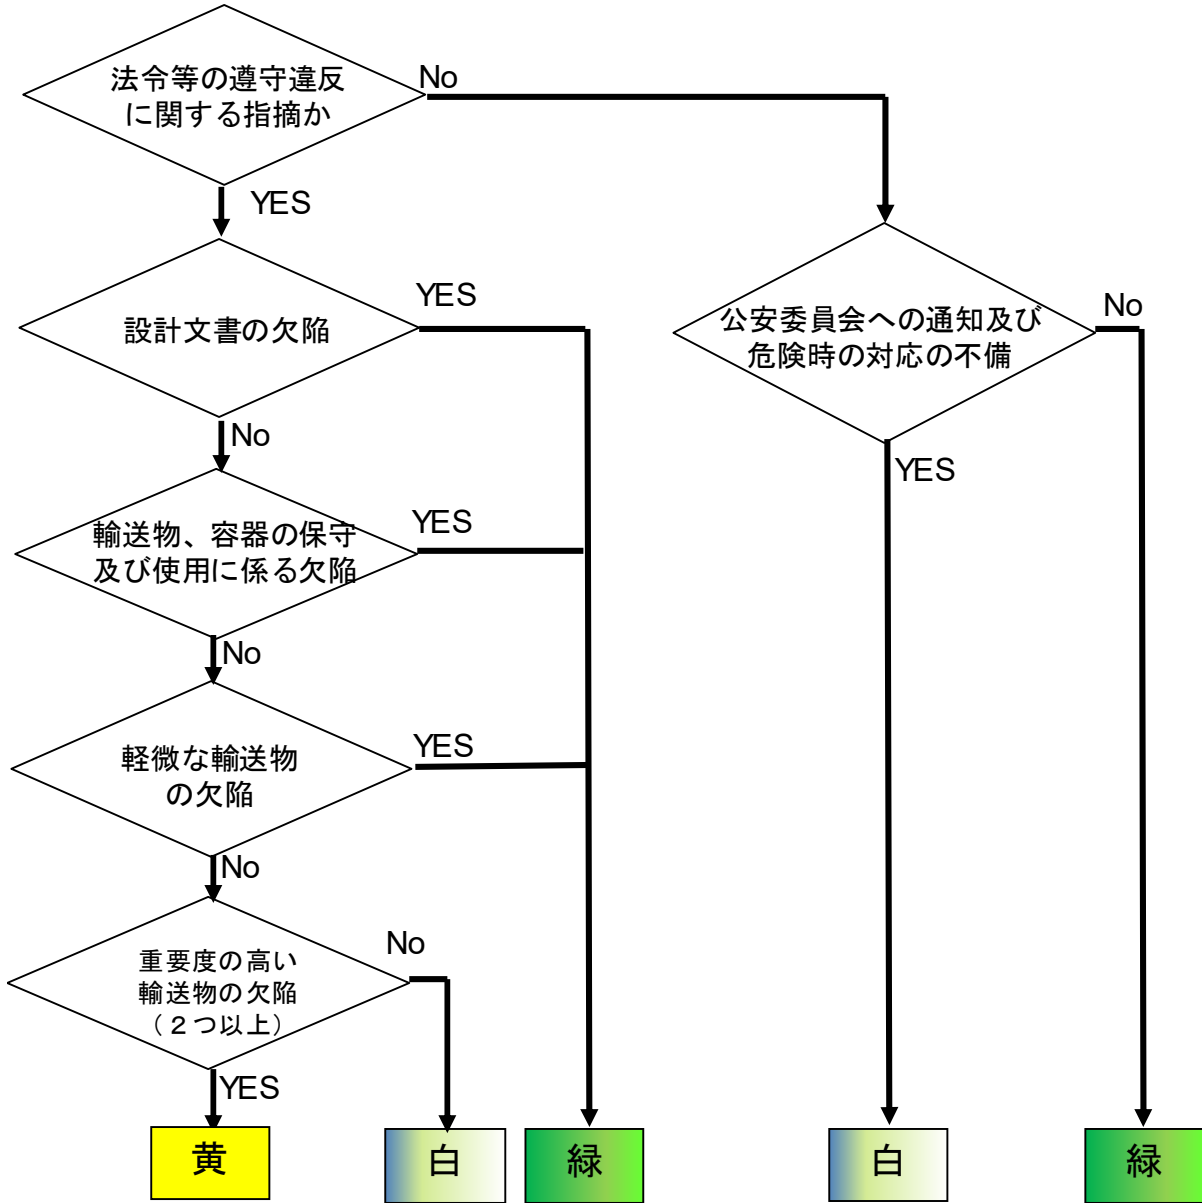 法令等の遵守違反
に関する指摘か
No
YES
設計文書の欠陥
YES
公安委員会への通知及び
危険時の対応の不備
No
No
YES
輸送物、容器の保守
及び使用に係る欠陥
YES
No
軽微な輸送物
の欠陥
YES
No
重要度の高い
輸送物の欠陥
（２つ以上）
No
YES
黄
白
緑
白
緑